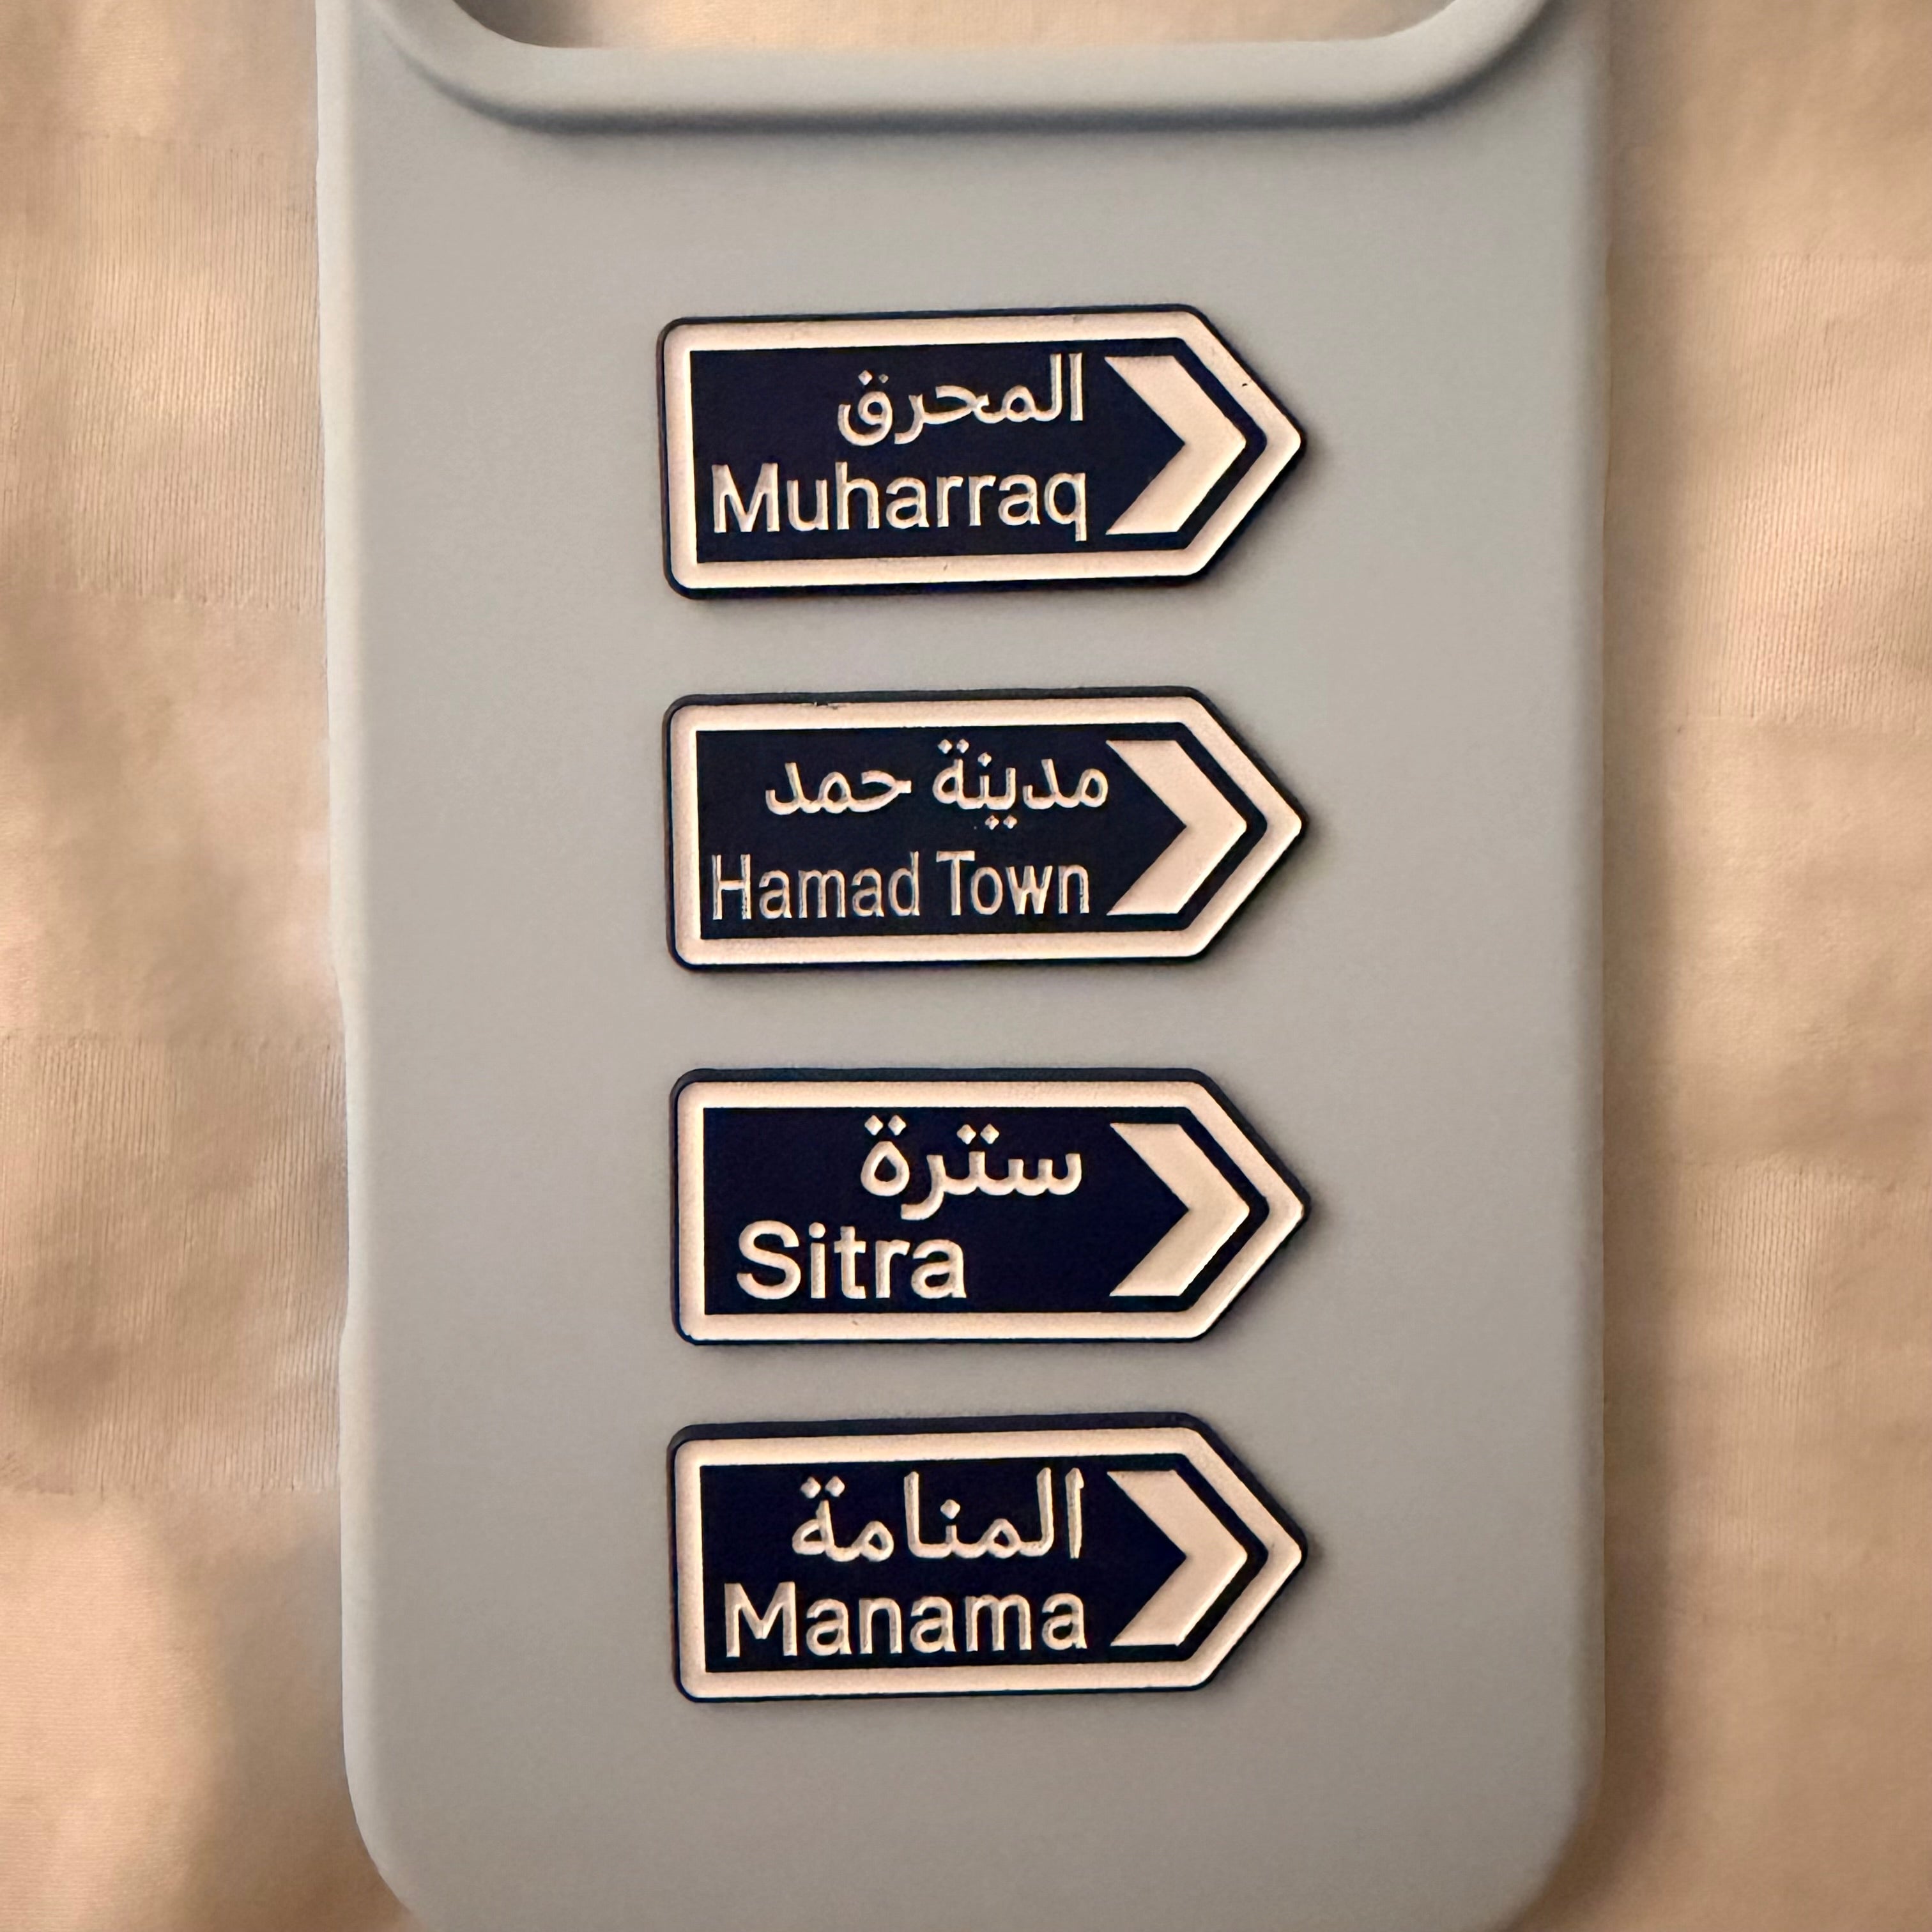 المحرق
Muharraq
مدينة حمد
Hamad Town
سترة
Sitra
المنامة
Manama